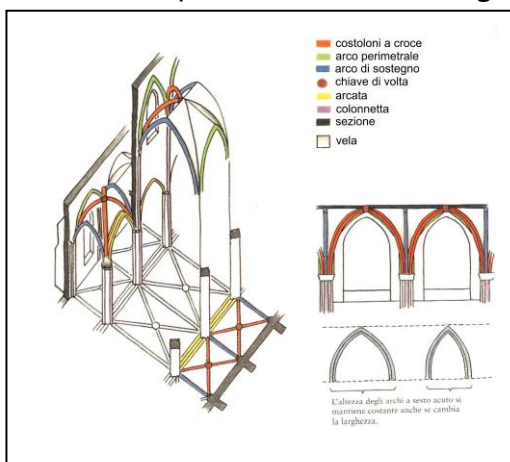 costoloni a croce
arco perimetrale
arco di sostegno
chiave di volta
arcata
colonnetta
sezione
vela
L'altezza degli archi a sesto acuto si
mantiene costante anche se cambia
la larghezza.